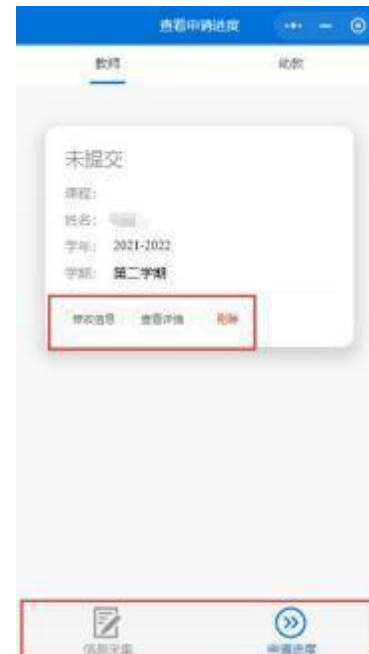 查看申请进度
教师
助教
未提交
课程：
姓名：
学年： 2021-2022
学期： 第二学期
修改信息 查看详情 删除
信息采集 申请进度